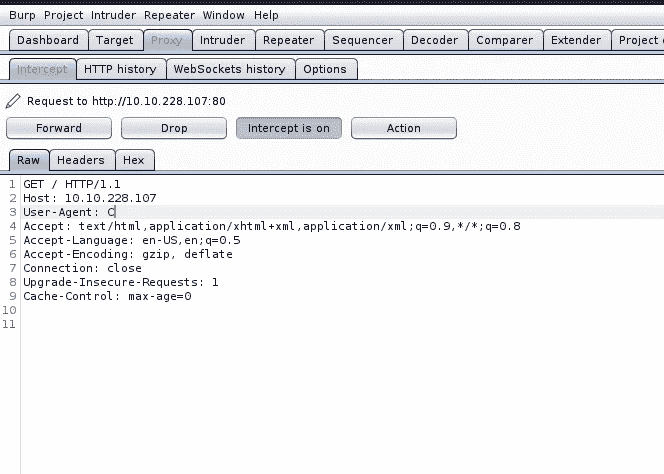 Burp Project Intruder Repeater Window Help
Dashboard Target Proxy Intruder Repeater Sequencer Decoder Comparer Extender Project
Intercept HTTP history WebSockets history Options
Request to http://10.10.228.107:80
Forward Drop Intercept is on Action
Raw Headers Hex
1 GET / HTTP/1.1
2 Host: 10.10.228.107
3 User-Agent: C
4 Accept: text/html,application/xhtml+xml,application/xml;q=0.9,*/*;q=0.8
5 Accept-Language: en-US,en;q=0.5
6 Accept-Encoding: gzip, deflate
7 Connection: close
8 Upgrade-Insecure-Requests: 1
9 Cache-Control: max-age=0
10
11